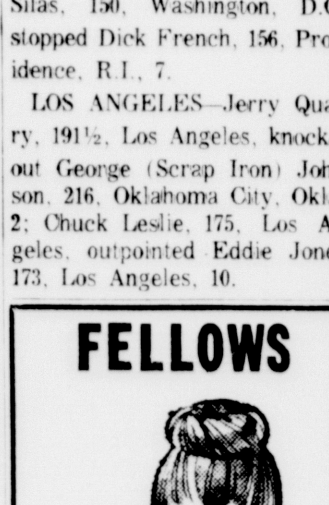 Silas, 150, Washington, D.
stopped Dick French, 156, Pro
idence, R.I., 7.
LOS ANGELES—Jerry Qua
ry, 191½, Los Angeles, knock
out George (Scrap Iron) Joh
son, 216, Oklahoma City, Okl
2; Chuck Leslie, 175, Los A
geles, outpointed Eddie Jone
173, Los Angeles, 10.
FELLOWS